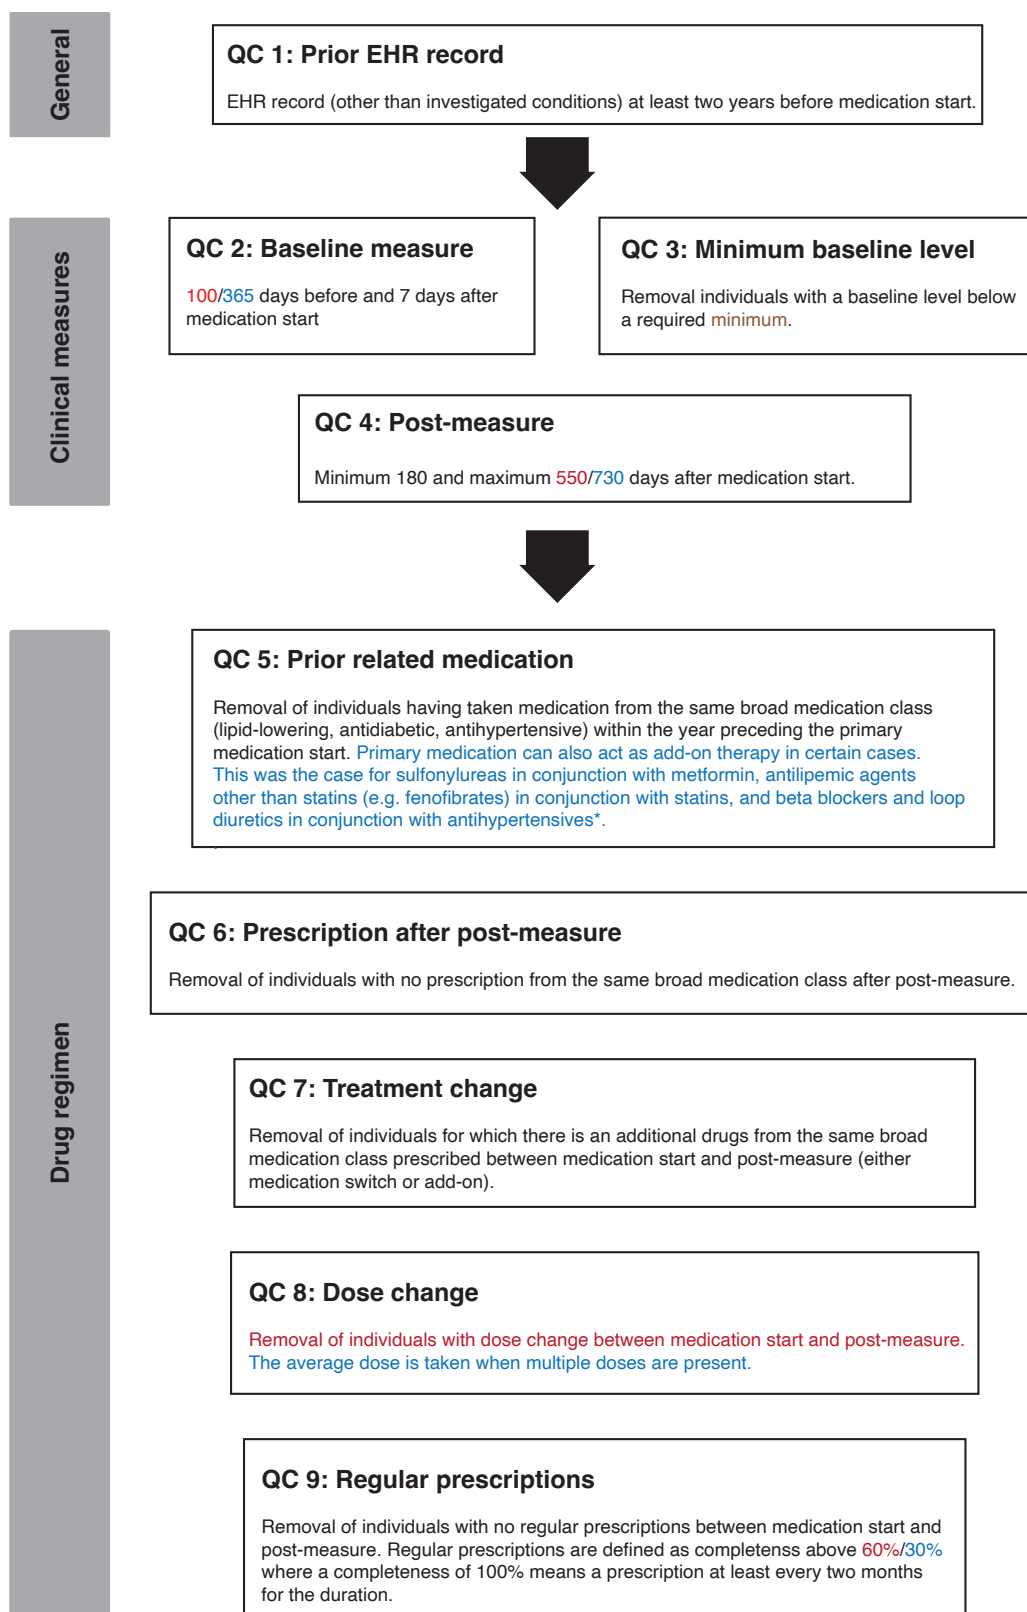 General
QC 1: Prior EHR record
EHR record (other than investigated conditions) at least two years before medication start.
Clinical measures
QC 2: Baseline measure
100/365 days before and 7 days after
medication start
QC 3: Minimum baseline level
Removal individuals with a baseline level below
a required minimum.
QC 4: Post-measure
Minimum 180 and maximum 550/730 days after medication start.
Drug regimen
QC 5: Prior related medication
Removal of individuals having taken medication from the same broad medication class
(lipid-lowering, antidiabetic, antihypertensive) within the year preceding the primary
medication start. Primary medication can also act as add-on therapy in certain cases.
This was the case for sulfonylureas in conjunction with metformin, antilipemic agents
other than statins (e.g. fenofibrates) in conjunction with statins, and beta blockers and loop
diuretics in conjunction with antihypertensives*.
.
QC 6: Prescription after post-measure
Removal of individuals with no prescription from the same broad medication class after post-measure.
QC 7: Treatment change
Removal of individuals for which there is an additional drugs from the same broad
medication class prescribed between medication start and post-measure (either
medication switch or add-on).
QC 8: Dose change
Removal of individuals with dose change between medication start and post-measure.
The average dose is taken when multiple doses are present.
QC 9: Regular prescriptions
Removal of individuals with no regular prescriptions between medication start and
post-measure. Regular prescriptions are defined as completenss above 60%/30%
where a completeness of 100% means a prescription at least every two months
for the duration.